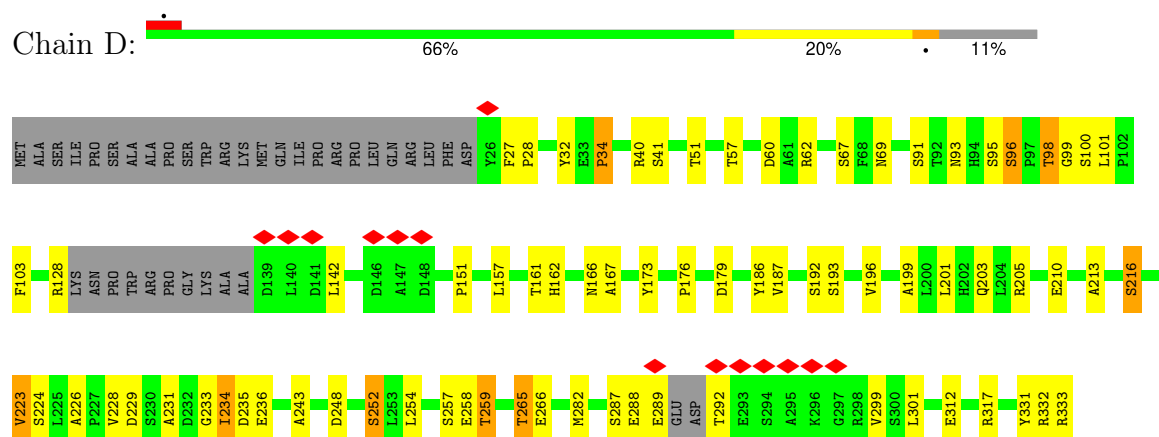 Chain D:
66% 20% • 11%
MET ALA SER ILE PRO SER ALA ALA PRO SER TRP ARG LYS MET GLN ILE PRO ARG PRO LEU GLN ARG LEU PHE ASP Y26 F27 P28 Y32 E33 P34 R40 S41 T51 T57 D60 A61 R62 S67 F68 N69 S91 T92 N93 H94 S95 S96 P97 T98 G99 S100 L101 P102
F103 R128 LYS ASN PRO TRP ARG PRO GLY LYS ALA ALA D139 L140 D141 L142 D146 A147 D148 P151 L157 T161 H162 N166 A167 Y173 P176 D179 Y186 V187 S192 S193 V196 A199 L200 L201 H202 Q203 L204 R205 E210 A213 S216
V223 S224 L225 A226 P227 V228 D229 S230 A231 D232 G233 I234 D235 E236 A243 D248 S252 L253 L254 S257 E258 T259 T265 E266 M282 S287 E288 E289 GLU ASP T292 E293 S294 A295 K296 G297 R298 V299 S300 L301 E312 R317 Y331 R332 R333